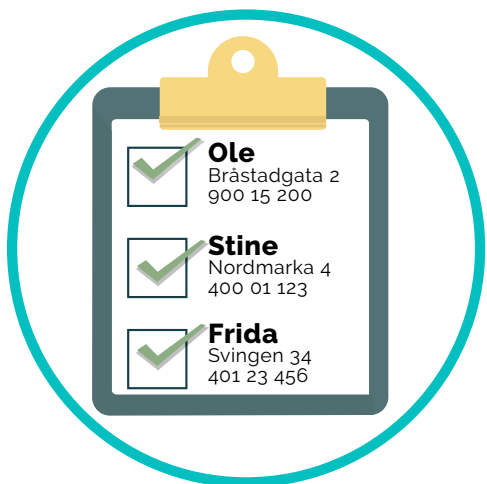 Ole
Bråstadgata 2
900 15 200
Stine
Nordmarka 4
400 01 123
Frida
Svingen 34
401 23 456